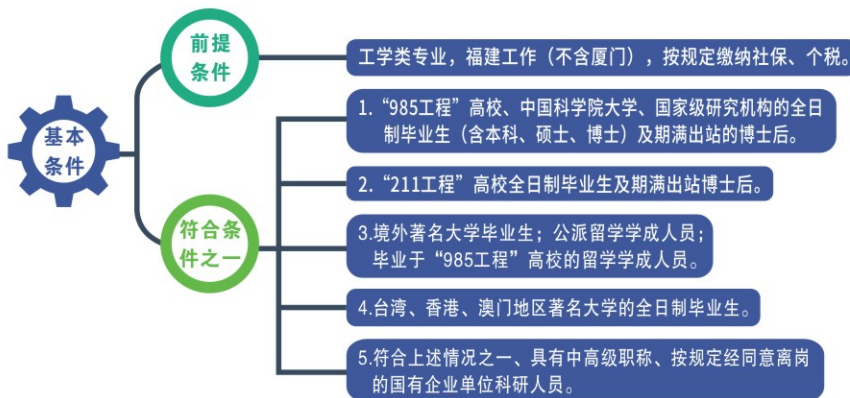 基本
条件
前提
条件
工学类专业，福建工作（不含厦门），按规定缴纳社保、个税。
符合条
件之一
1.“985工程”高校、中国科学院大学、国家级研究机构的全日
制毕业生（含本科、硕士、博士）及期满出站的博士后。
2.“211工程”高校全日制毕业生及期满出站博士后。
3.境外著名大学毕业生；公派留学学成人员；
毕业于“985工程”高校的留学学成人员。
4.台湾、香港、澳门地区著名大学的全日制毕业生。
5.符合上述情况之一、具有中高级职称、按规定经同意离岗
的国有企业单位科研人员。